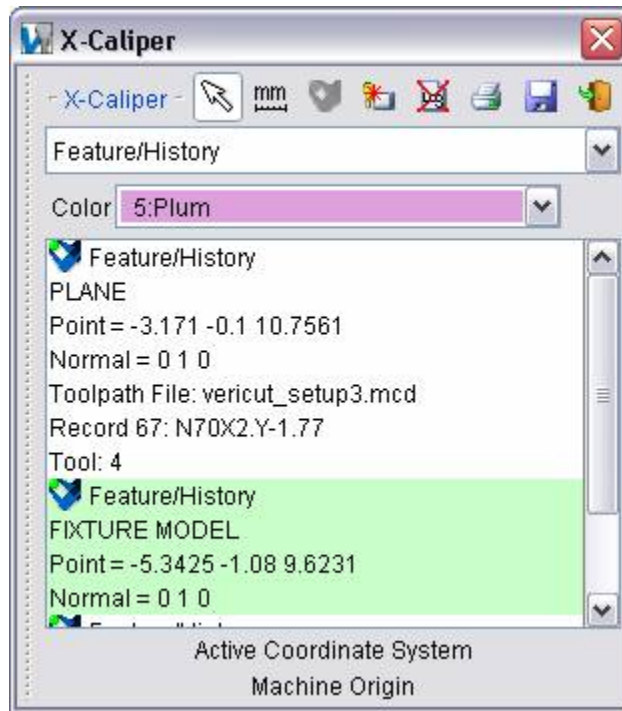 X-Caliper
X-Caliper
mm
Feature/History
Color 5:Plum
Feature/History
PLANE
Point = -3.171 -0.1 10.7561
Normal = 0 1 0
Toolpath File: vericut_setup3.mcd
Record 67: N70X2.Y-1.77
Tool: 4
Feature/History
FIXTURE MODEL
Point = -5.3425 -1.08 9.6231
Normal = 0 1 0
Active Coordinate System
Machine Origin